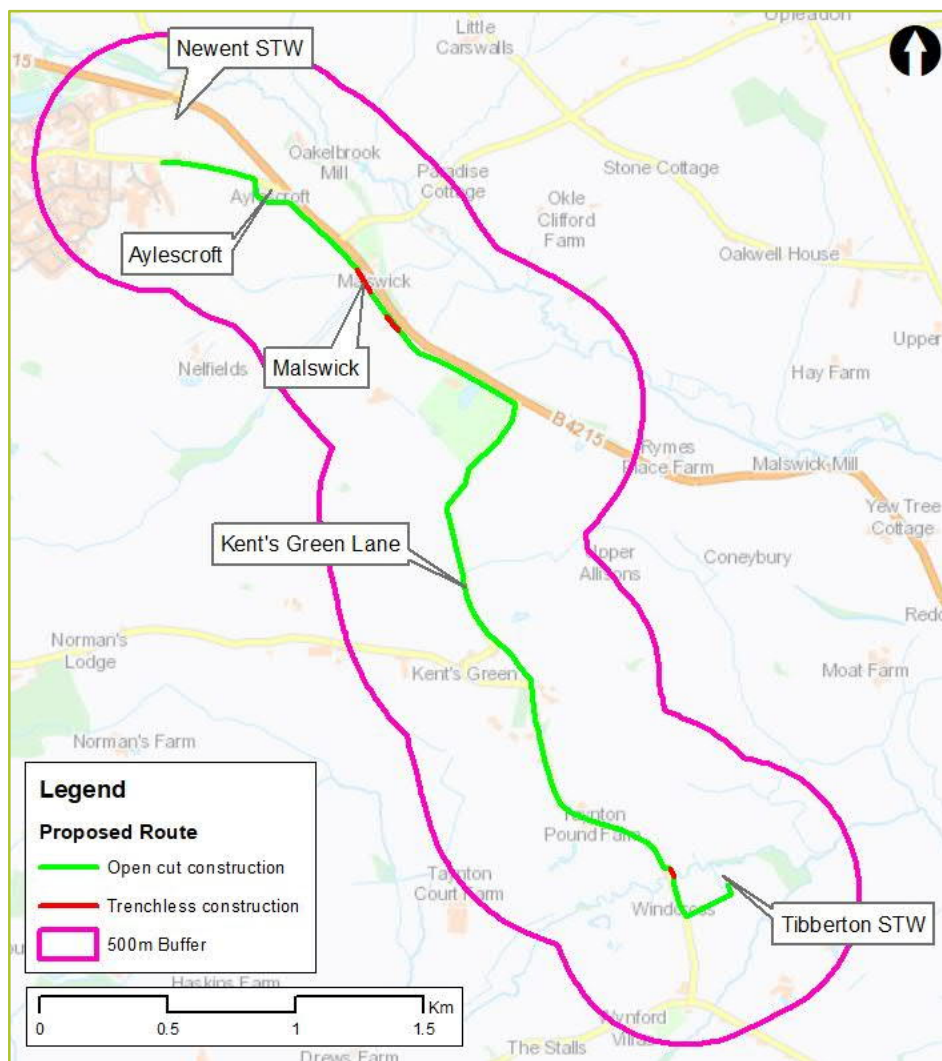 Little
Carswalls
Newent STW
15
Oakelbrook
Mill
Paradise
Cottage
Stone Cottage
Aylescroft
Okle
Clifford
Farm
Aylescroft
Oakwell House
Malswick
Upper
Malswick
Nelfields
Hay Farm
B4215
Rymes
Place Farm
Malswick Mill
Yew Tree
Cottage
Kent's Green Lane
Upper
Allisons
Coneybury
Norman's
Lodge
Moat Farm
Kent's Green
Norman's Farm
Legend
Proposed Route
Open cut construction
Trenchless construction
500m Buffer
Taynton
Pound Farm
Taynton
Court Farm
Windcross
Tibberton STW
Haskins Farm
0 0.5 1 1.5
Km
Wynford
Villas
The Stalls
Drews Farm